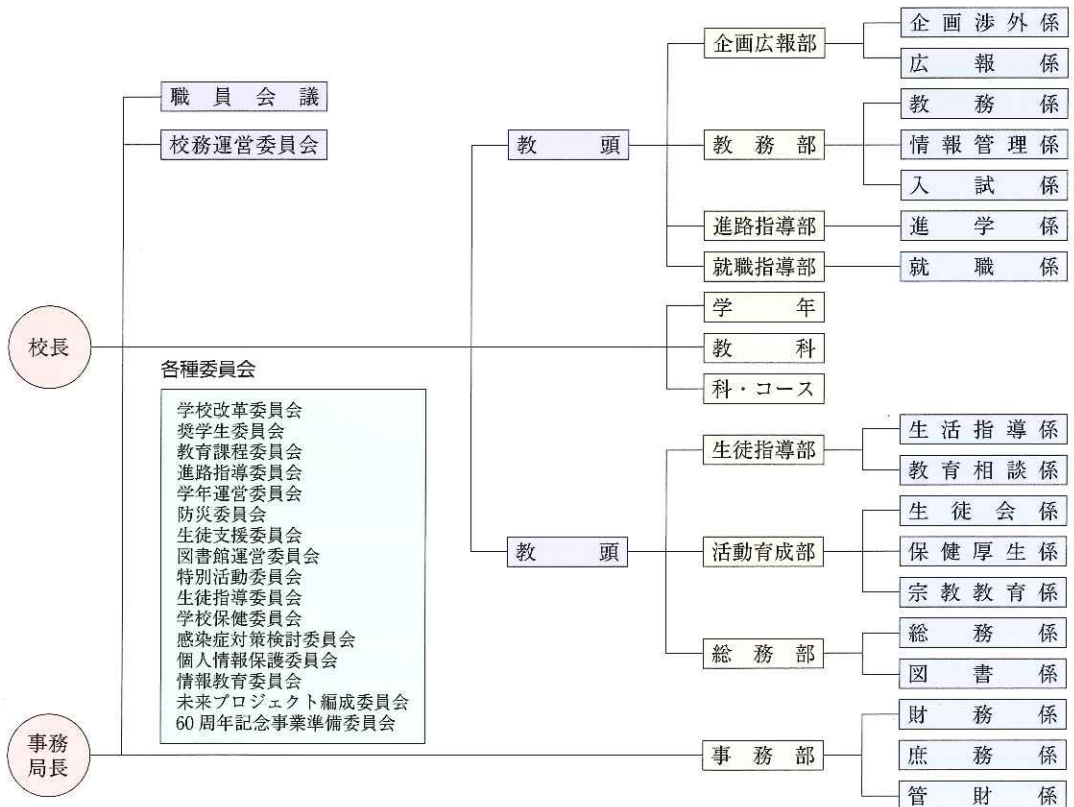 校長
事務
局長
職員会議
校務運営委員会
各種委員会
学校改革委員会
奨学生委員会
教育課程委員会
進路指導委員会
学年運営委員会
防災委員会
生徒支援委員会
図書館運営委員会
特別活動委員会
生徒指導委員会
学校保健委員会
感染症対策検討委員会
個人情報保護委員会
情報教育委員会
未来プロジェクト編成委員会
60周年記念事業準備委員会
教頭
企画広報部
企画渉外係
広報係
教務部
教務係
情報管理係
入試係
進路指導部
進学係
就職指導部
就職係
学年
教科
科・コース
教頭
生徒指導部
生活指導係
教育相談係
活動育成部
生徒会係
保健厚生係
宗教教育係
総務部
総務係
図書係
事務部
財務係
庶務係
管財係